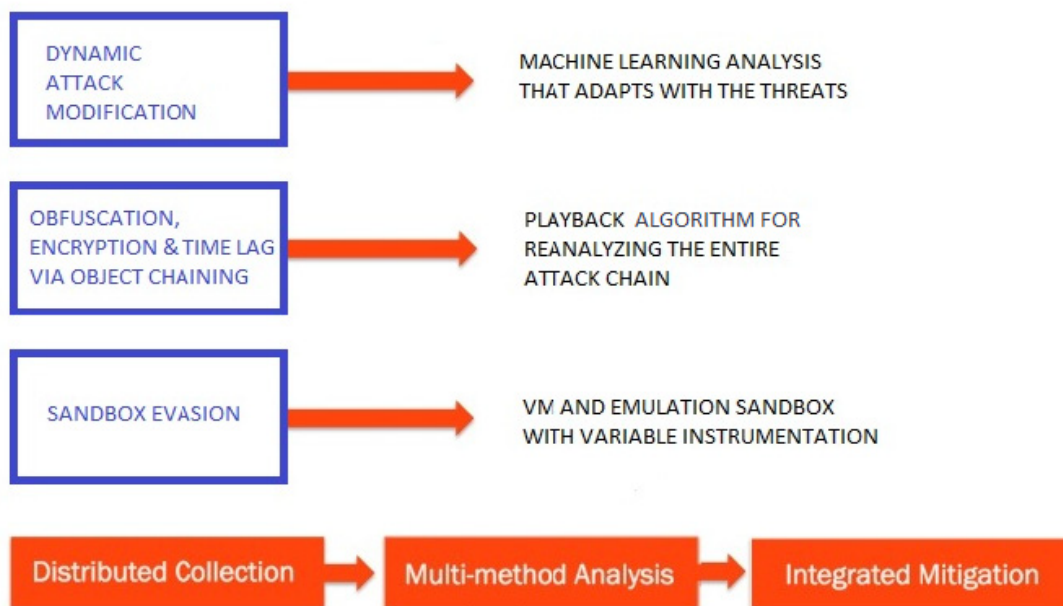 DYNAMIC
ATTACK
MODIFICATION
MACHINE LEARNING ANALYSIS
THAT ADAPTS WITH THE THREATS
OBFUSCATION,
ENCRYPTION & TIME LAG
VIA OBJECT CHAINING
PLAYBACK ALGORITHM FOR
REANALYZING THE ENTIRE
ATTACK CHAIN
SANDBOX EVASION
VM AND EMULATION SANDBOX
WITH VARIABLE INSTRUMENTATION
Distributed Collection
Multi-method Analysis
Integrated Mitigation